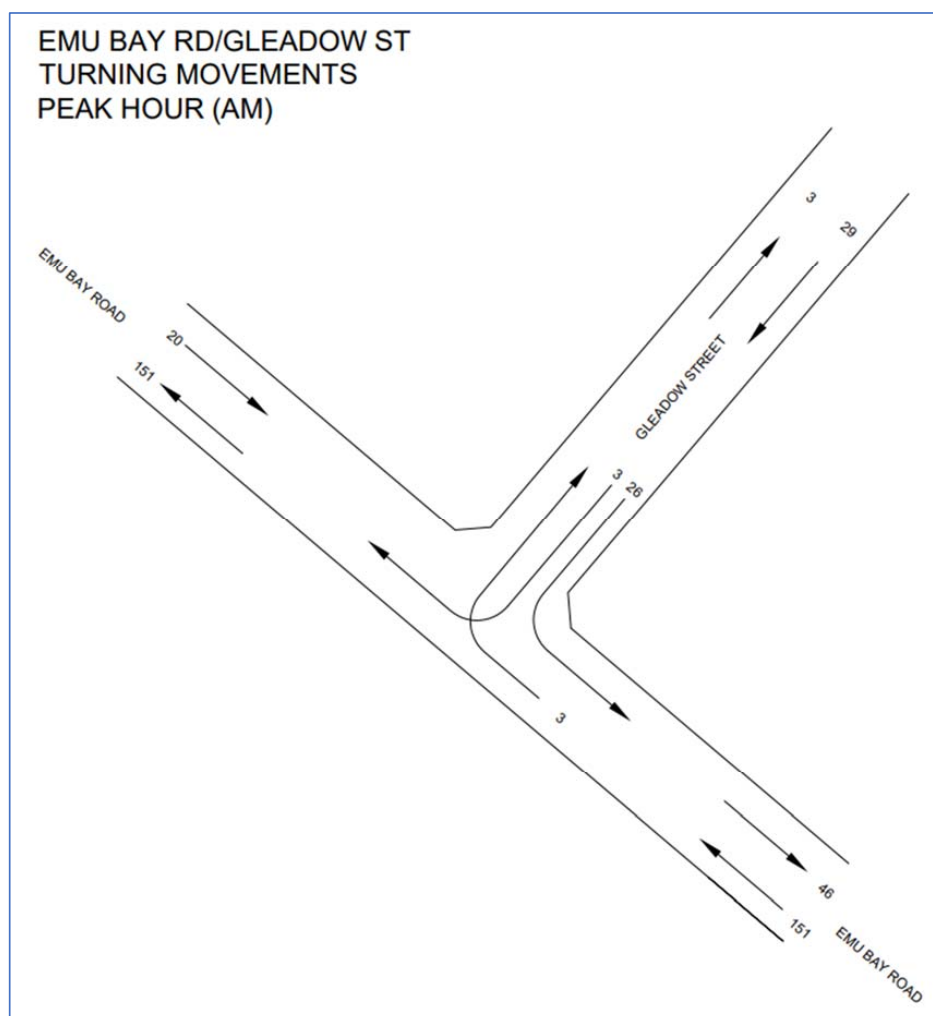 EMU BAY RD/GLEADOW ST
TURNING MOVEMENTS
PEAK HOUR (AM)
3
29
EMU BAY ROAD
20
151
GLEADOW STREET
3
26
3
46
151
EMU BAY ROAD